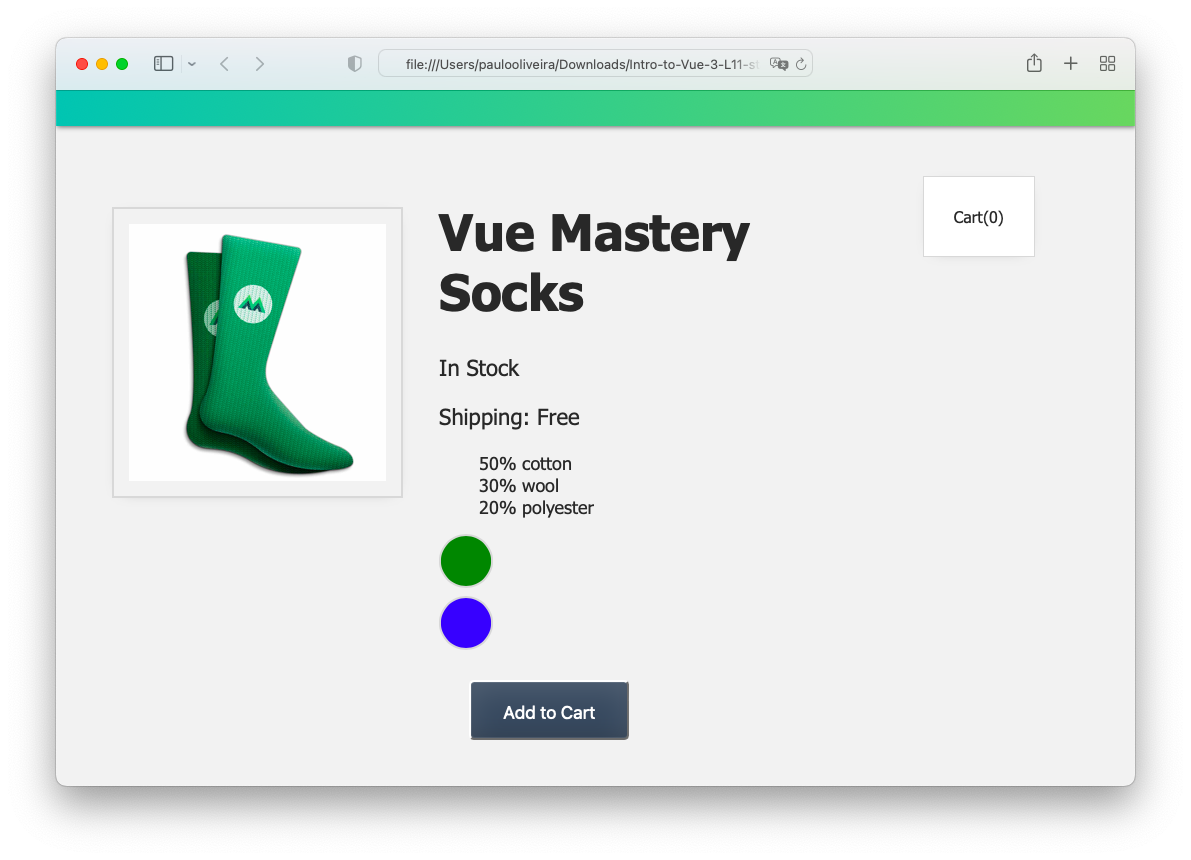 file:///Users/paulooliveira/Downloads/Intro-to-Vue-3-L11-s
Cart(0)
Vue Mastery
Socks
In Stock
Shipping: Free
50% cotton
30% wool
20% polyester
Add to Cart